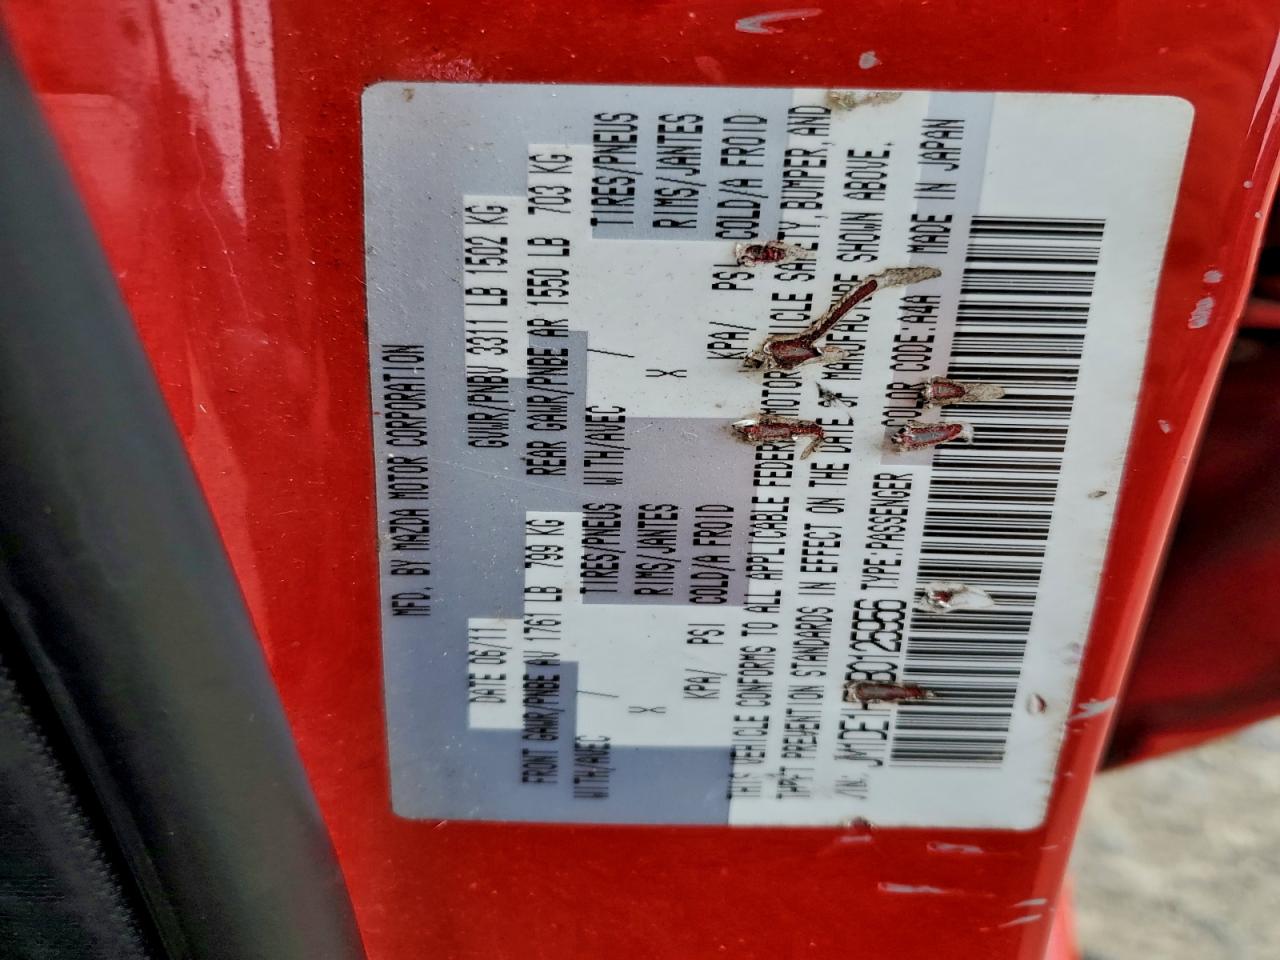 MFD. BY MAZDA MOTOR CORPORATION
DATE 06/11 GVWR/PNBV 3311 LB 1502 KG
FRONT GAWR/PNBE AV 1761 LB 799 KG REAR GAWR/PNBE AR 1550 LB 703 KG
WITH/AVEC / TIRES/PNEUS WITH/AVEC / TIRES/PNEUS
X RIMS/JANTES X RIMS/JANTES
KPA/ PSI COLD/A FROID KPA/ COLD/A FROID
THIS VEHICLE CONFORMS TO ALL APPLICABLE MOTOR SAFETY, BUMPER, AND
PREVENTION STANDARDS IN EFFECT ON THE DATE OF MANUFACTURE SHOWN ABOVE.
TYPE:PASSENGER COLOR CODE:A4A MADE IN JAPAN